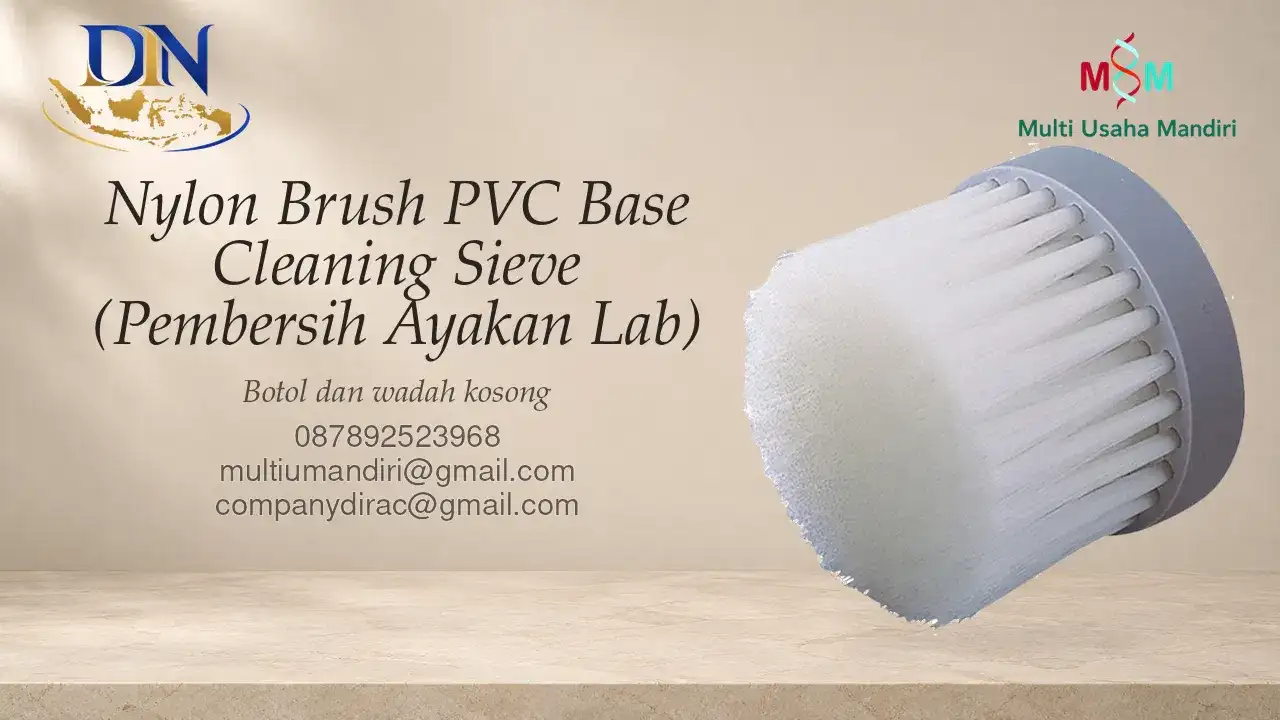 DN
M8M
Multi Usaha Mandiri
Nylon Brush PVC Base
Cleaning Sieve
(Pembersih Ayakan Lab)
Botol dan wadah kosong
087892523968
multiumandiri@gmail.com
companydirac@gmail.com